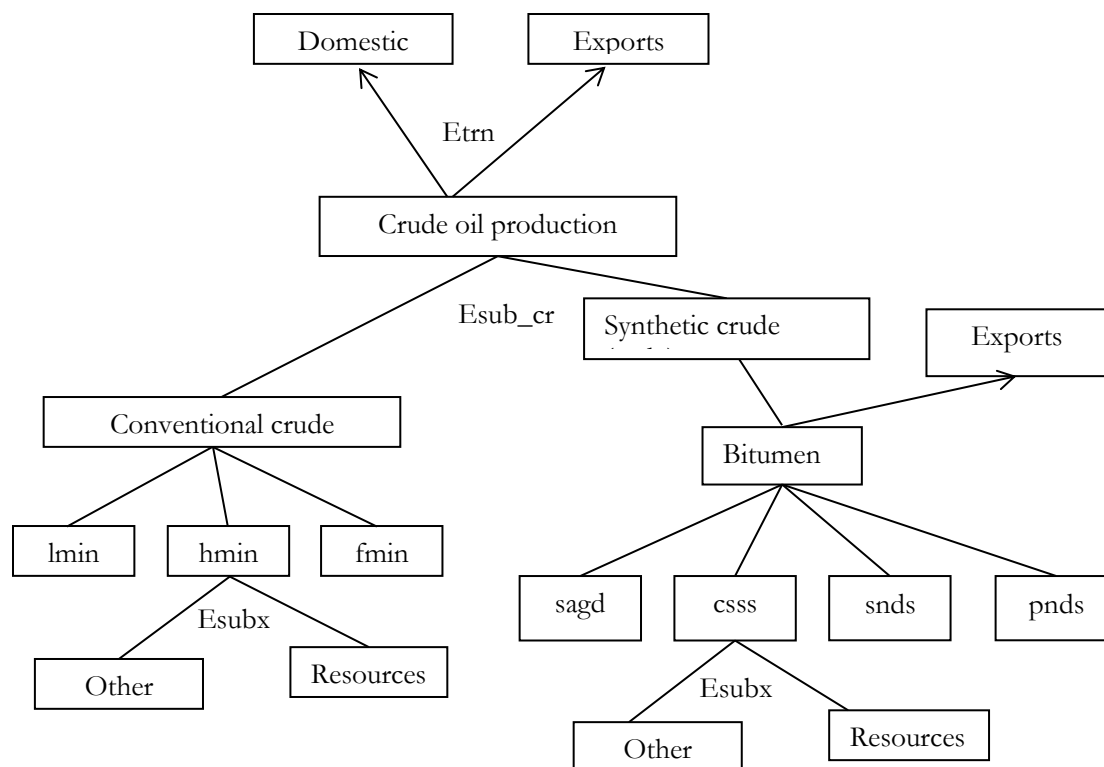 Domestic
Exports
Etrn
Crude oil production
Esub_cr
Synthetic crude
Exports
Conventional crude
Bitumen
lmin
hmin
fmin
sagd
csss
snds
pnds
Esubx
Other
Resources
Esubx
Other
Resources